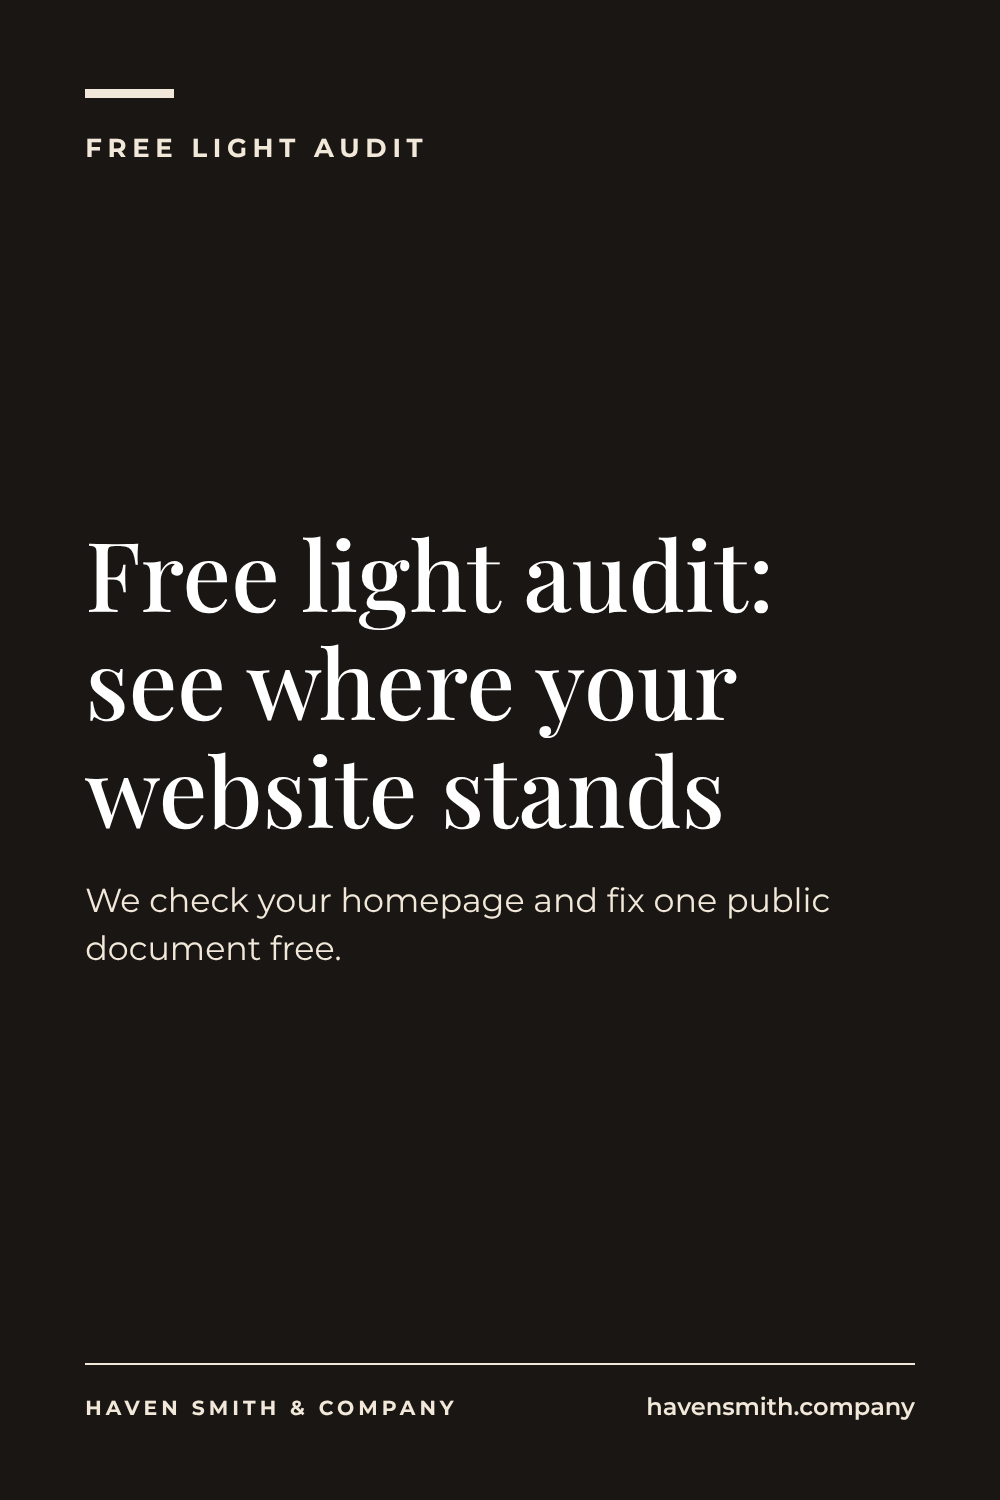 FREE LIGHT AUDIT
Free light audit:
see where your
website stands
We check your homepage and fix one public
document free.
HAVEN SMITH & COMPANY
havensmith.company